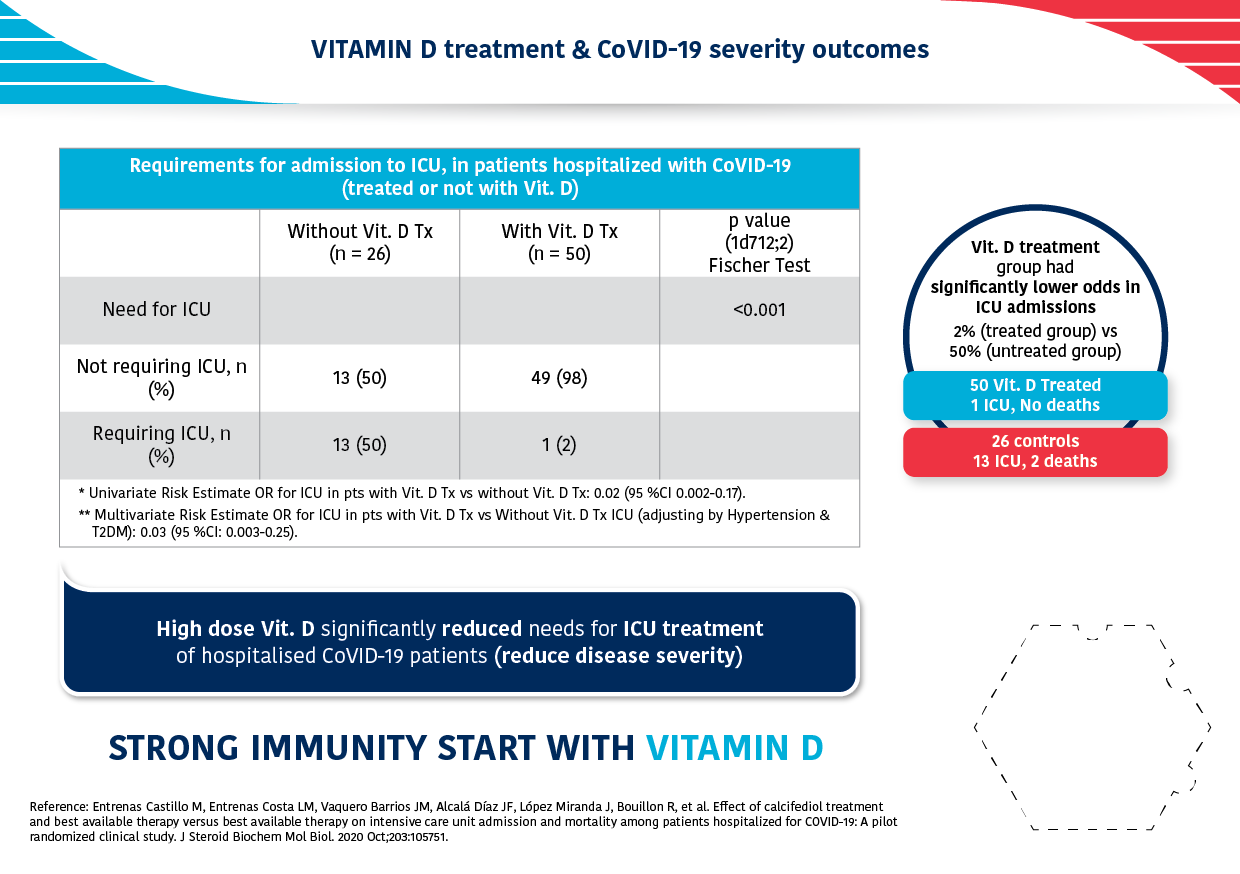 VITAMIN D treatment & CoVID-19 severity outcomes
Requirements for admission to ICU, in patients hospitalized with CoVID-19
(treated or not with Vit. D)
Without Vit. D Tx
(n = 26)
With Vit. D Tx
(n = 50)
p value
(1d712;2)
Fischer Test
Need for ICU
<0.001
Not requiring ICU, n
(%)
13 (50)
49 (98)
Requiring ICU, n
(%)
13 (50)
1 (2)
* Univariate Risk Estimate OR for ICU in pts with Vit. D Tx vs without Vit. D Tx: 0.02 (95 %CI 0.002-0.17).
** Multivariate Risk Estimate OR for ICU in pts with Vit. D Tx vs Without Vit. D Tx ICU (adjusting by Hypertension &
T2DM): 0.03 (95 %CI: 0.003-0.25).
Vit. D treatment
group had
significantly lower odds in
ICU admissions
2% (treated group) vs
50% (untreated group)
50 Vit. D Treated
1 ICU, No deaths
26 controls
13 ICU, 2 deaths
High dose Vit. D significantly reduced needs for ICU treatment
of hospitalised CoVID-19 patients (reduce disease severity)
STRONG IMMUNITY START WITH VITAMIN D
Reference: Entrenas Castillo M, Entrenas Costa LM, Vaquero Barrios JM, Alcalá Díaz JF, López Miranda J, Bouillon R, et al. Effect of calcifediol treatment
and best available therapy versus best available therapy on intensive care unit admission and mortality among patients hospitalized for COVID-19: A pilot
randomized clinical study. J Steroid Biochem Mol Biol. 2020 Oct;203:105751.